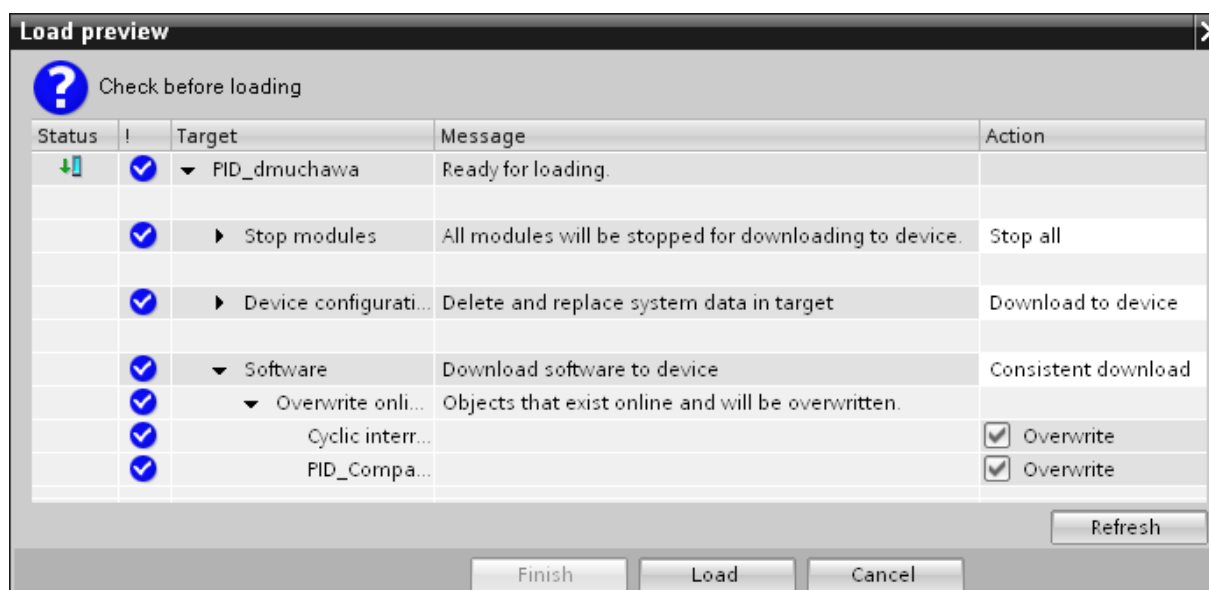 Load preview
Check before loading
Status ! Target Message Action
PID_dmuchawa Ready for loading.
Stop modules All modules will be stopped for downloading to device. Stop all
Device configurati... Delete and replace system data in target Download to device
Software Download software to device Consistent download
Overwrite onli... Objects that exist online and will be overwritten.
Cyclic interr... Overwrite
PID_Compa... Overwrite
Refresh
Finish Load Cancel